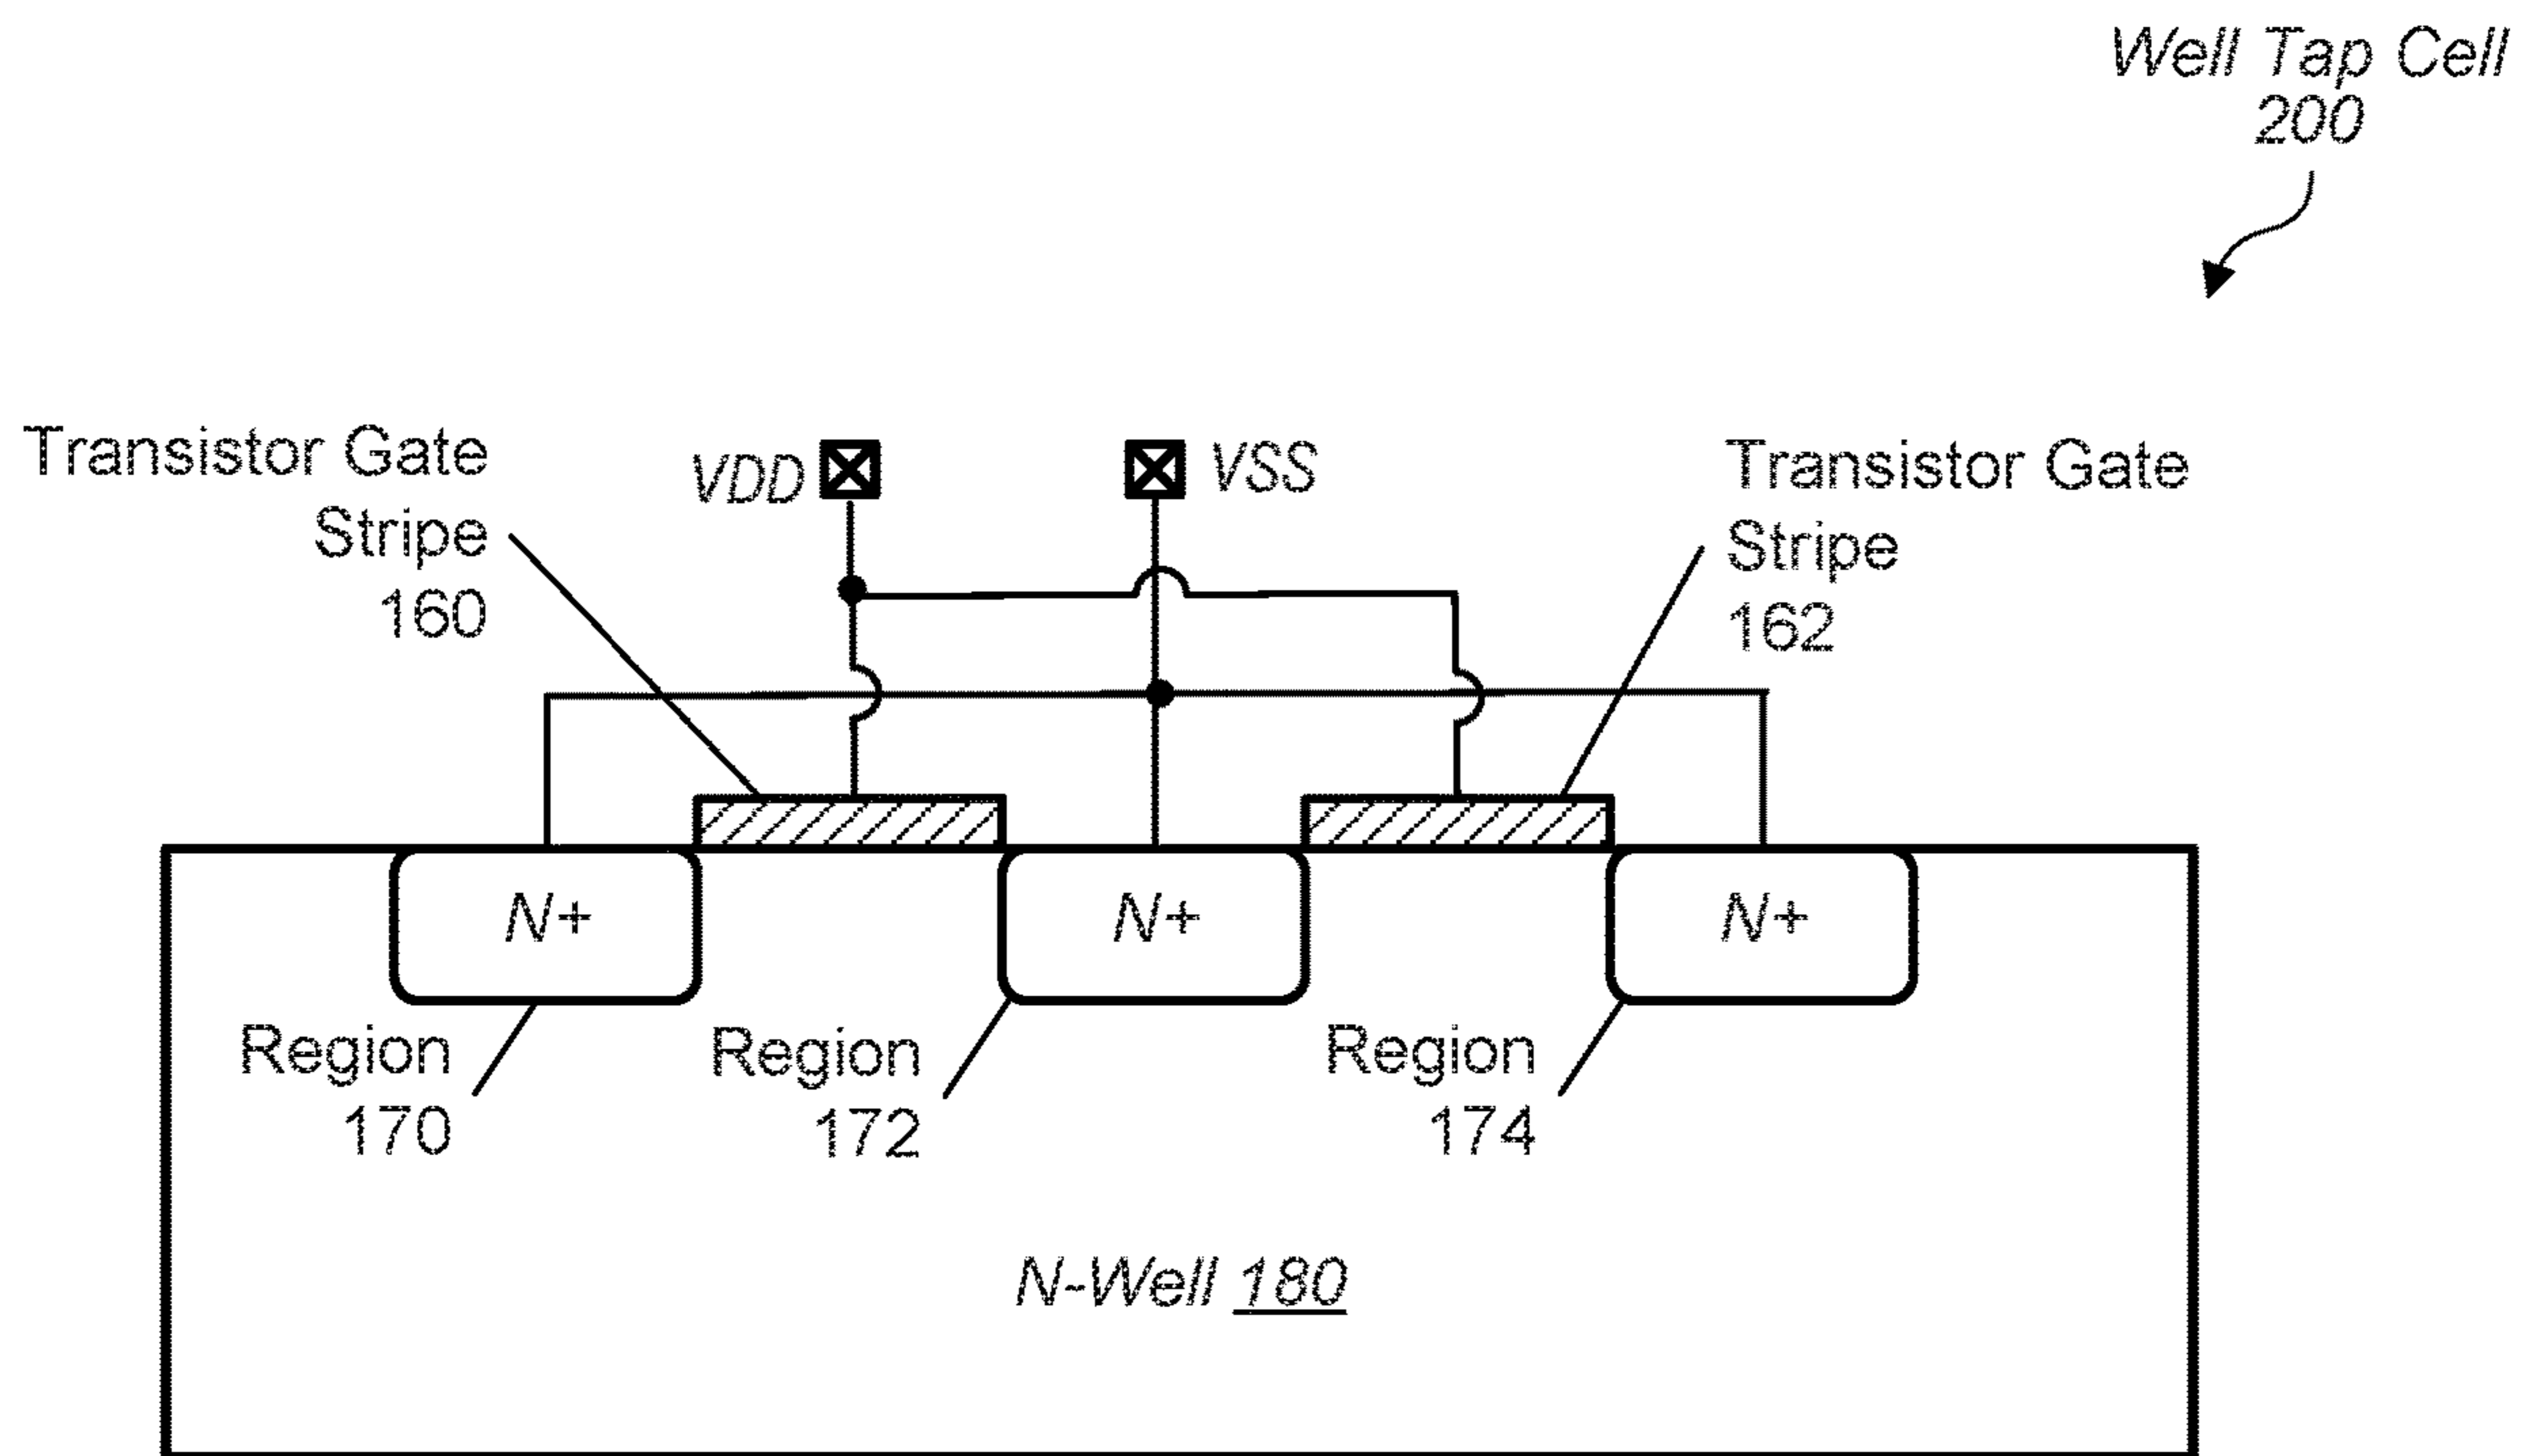 Well Tap Cell
200
Transistor Gate
Stripe
160
VDD
VSS
Transistor Gate
Stripe
162
N+
N+
N+
Region
170
Region
172
Region
174
N-Well 180